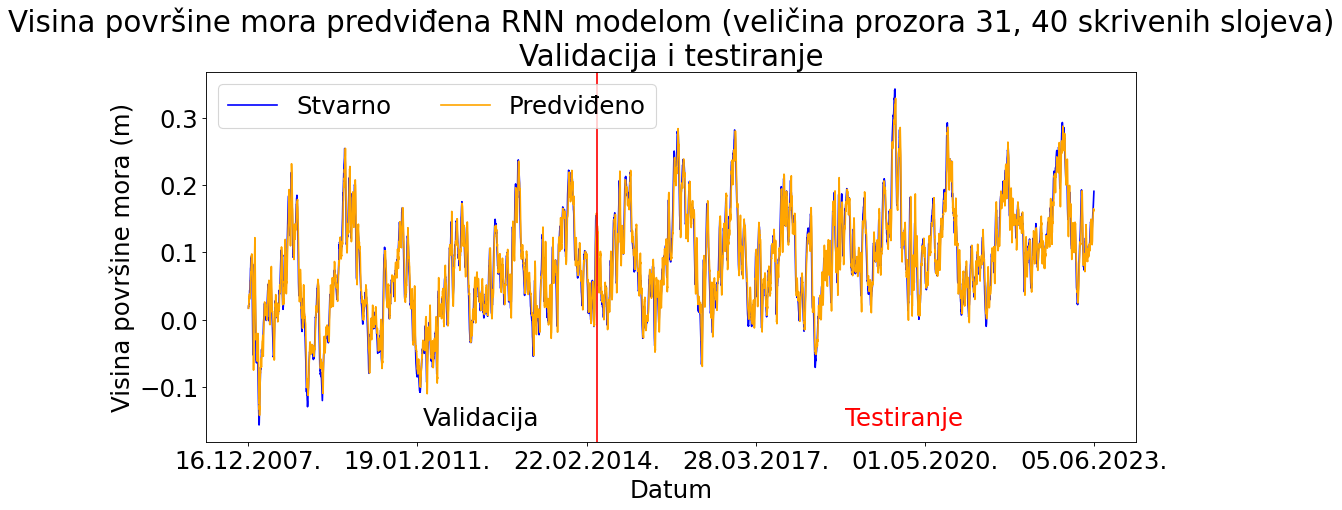 Visina površine mora predviđena RNN modelom (veličina prozora 31, 40 skrivenih slojeva)
Validacija i testiranje
Stvarno
Predviđeno
Visina površine mora (m)
0.3
0.2
0.1
0.0
−0.1
Validacija
Testiranje
16.12.2007.
19.01.2011.
22.02.2014.
28.03.2017.
01.05.2020.
05.06.2023.
Datum